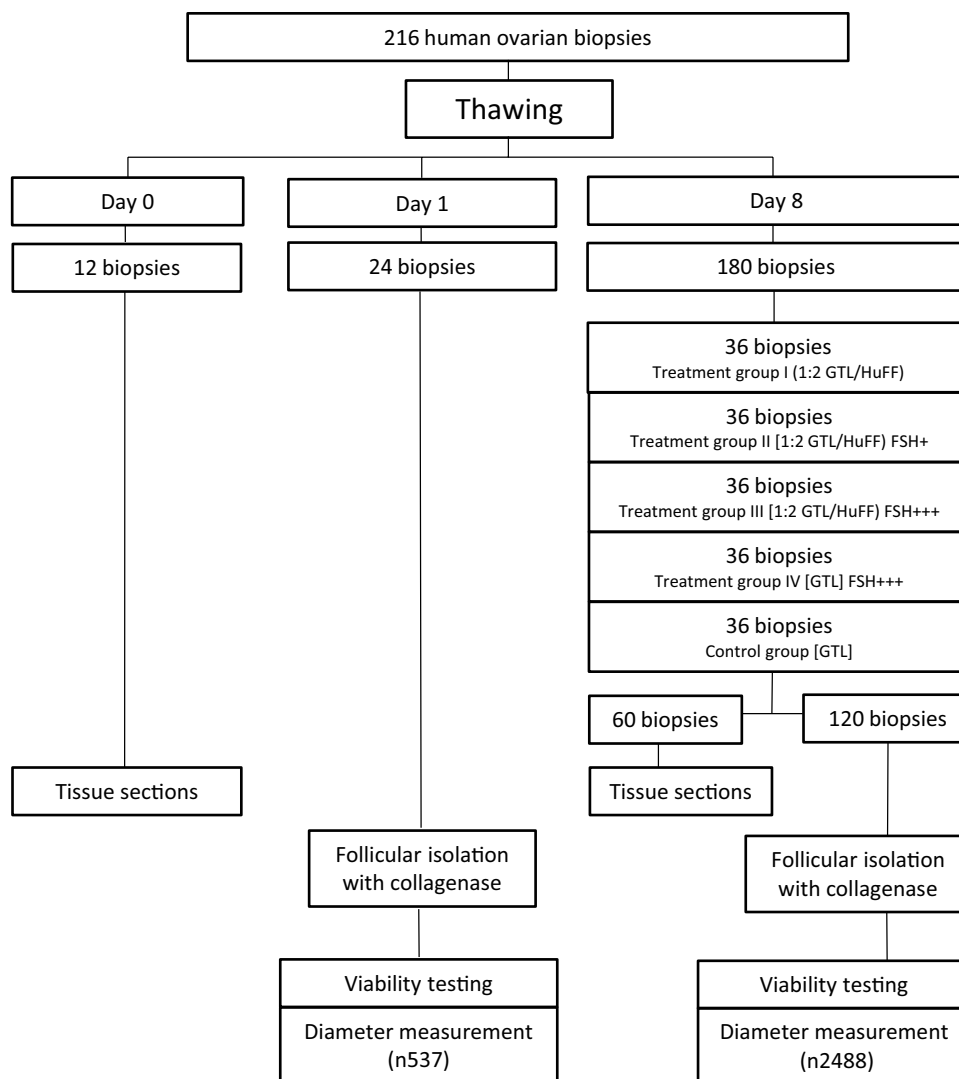 216 human ovarian biopsies
Thawing
Day 0
Day 1
Day 8
12 biopsies
24 biopsies
180 biopsies
36 biopsies
Treatment group I (1:2 GTL/HuFF)
36 biopsies
Treatment group II [1:2 GTL/HuFF) FSH+
36 biopsies
Treatment group III [1:2 GTL/HuFF) FSH+++
36 biopsies
Treatment group IV [GTL] FSH+++
36 biopsies
Control group [GTL]
60 biopsies
120 biopsies
Tissue sections
Tissue sections
Follicular isolation
with collagenase
Follicular isolation
with collagenase
Viability testing
Diameter measurement
(n537)
Viability testing
Diameter measurement
(n2488)